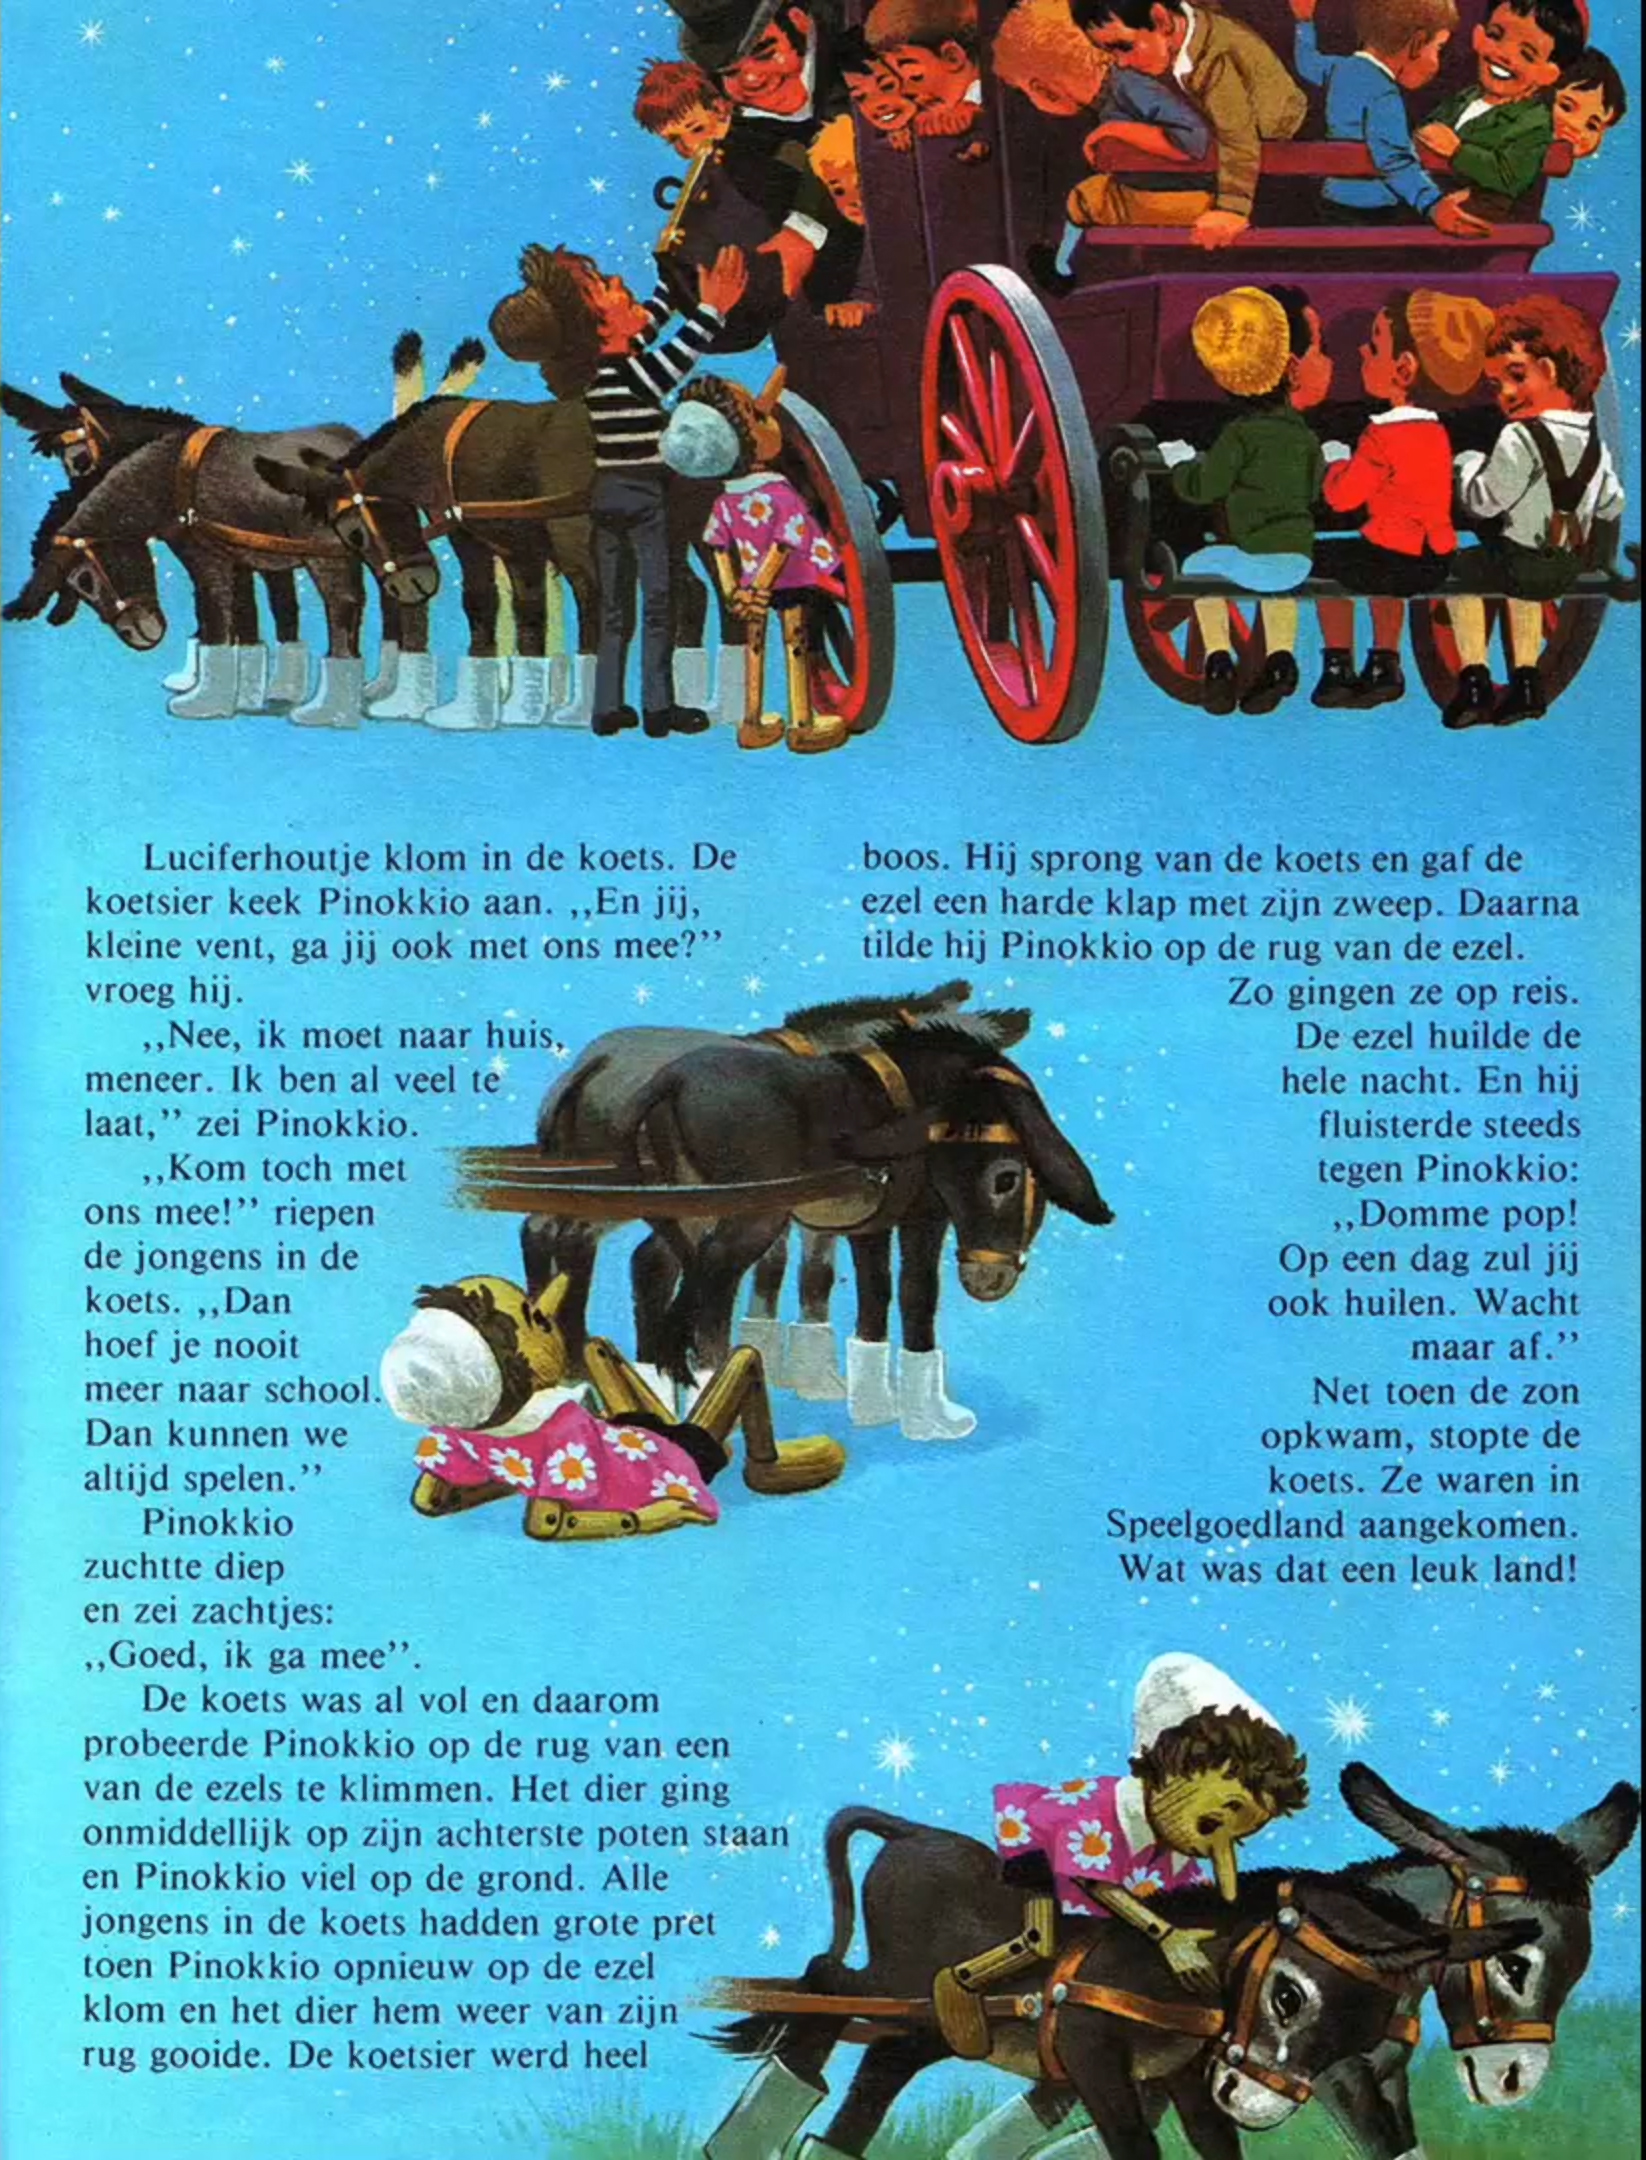 Luciferhoutje klom in de koets. De
koetsier keek Pinokkio aan. ,,En jij,
kleine vent, ga jij ook met ons mee?’’
vroeg hij.
,,Nee, ik moet naar huis,
meneer. Ik ben al veel te
laat,’’ zei Pinokkio.
,,Kom toch met
ons mee!’’ riepen
de jongens in de
koets. ,,Dan
hoef je nooit
meer naar school.
Dan kunnen we
altijd spelen.’’
Pinokkio
zuchtte diep
en zei zachtjes:
,,Goed, ik ga mee’’.
De koets was al vol en daarom
probeerde Pinokkio op de rug van een
van de ezels te klimmen. Het dier ging
onmiddellijk op zijn achterste poten staan
en Pinokkio viel op de grond. Alle
jongens in de koets hadden grote pret
toen Pinokkio opnieuw op de ezel
klom en het dier hem weer van zijn
rug gooide. De koetsier werd heel
boos. Hij sprong van de koets en gaf de
ezel een harde klap met zijn zweep. Daarna
tilde hij Pinokkio op de rug van de ezel.
Zo gingen ze op reis.
De ezel huilde de
hele nacht. En hij
fluisterde steeds
tegen Pinokkio:
,,Domme pop!
Op een dag zul jij
ook huilen. Wacht
maar af.’’
Net toen de zon
opkwam, stopte de
koets. Ze waren in
Speelgoedland aangekomen.
Wat was dat een leuk land!